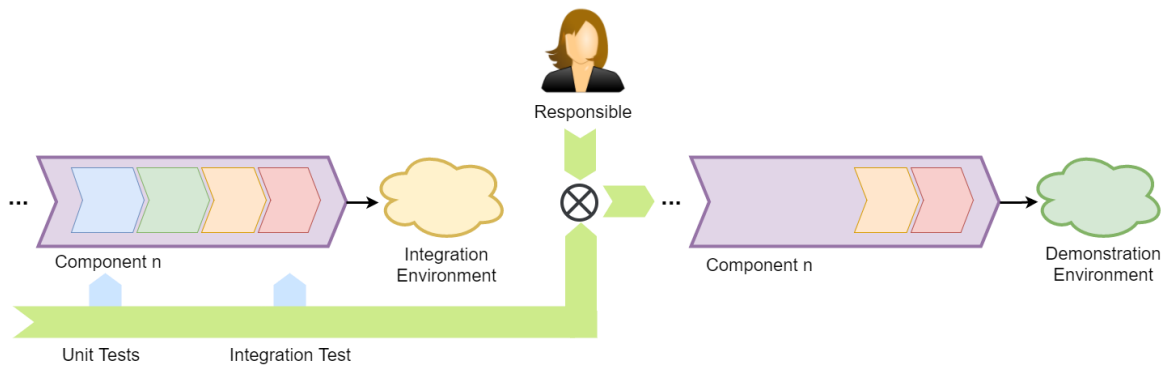 Responsible
...
Component n
Integration
Environment
...
Component n
Demonstration
Environment
Unit Tests
Integration Test